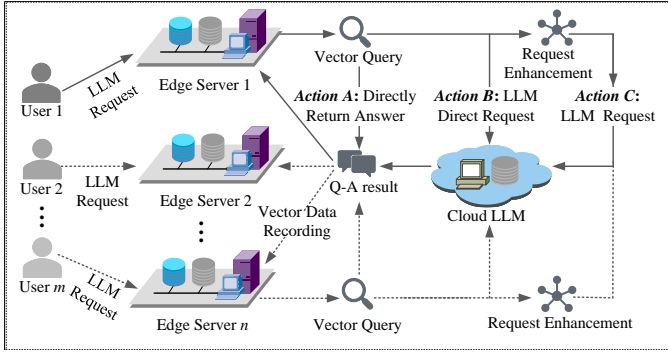 User 1
LLM
Request
Edge Server 1
Vector Query
Request
Enhancement
Action A: Directly
Return Answer
Action B: LLM
Direct Request
Action C:
LLM Request
User 2
LLM
Request
Edge Server 2
Q-A result
Cloud LLM
Vector Data
Recording
User m
LLM
Request
Edge Server n
Vector Query
Request Enhancement